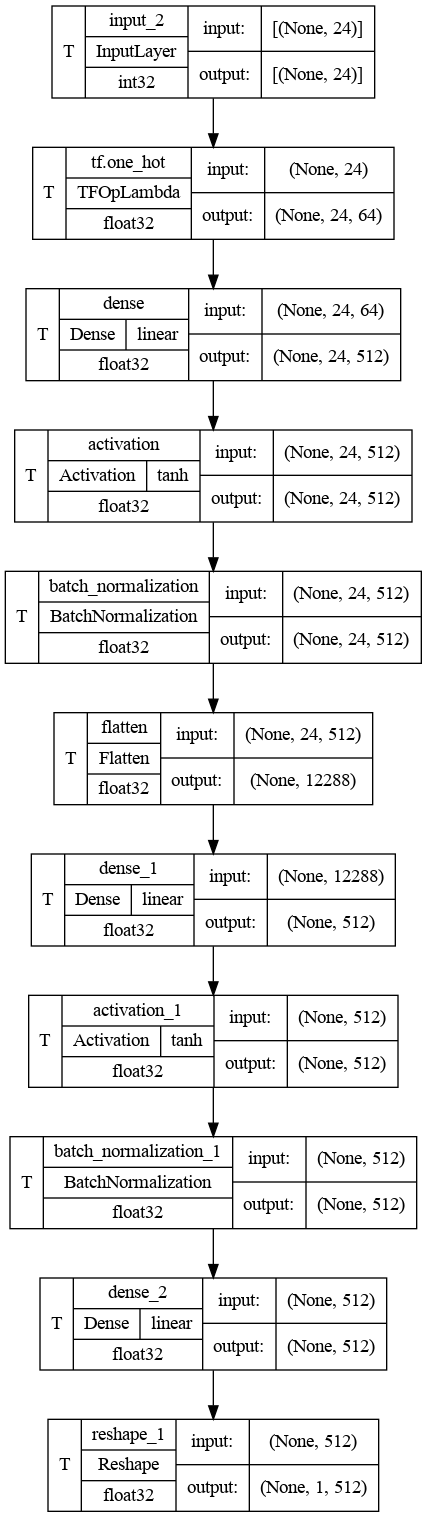 input_2
T InputLayer input: [(None, 24)]
int32 output: [(None, 24)]
tf.one_hot
T TFOpLambda input: (None, 24)
float32 output: (None, 24, 64)
dense
T Dense linear input: (None, 24, 64)
float32 output: (None, 24, 512)
activation
T Activation tanh input: (None, 24, 512)
float32 output: (None, 24, 512)
batch_normalization
T BatchNormalization input: (None, 24, 512)
float32 output: (None, 24, 512)
flatten
T Flatten input: (None, 24, 512)
float32 output: (None, 12288)
dense_1
T Dense linear input: (None, 12288)
float32 output: (None, 512)
activation_1
T Activation tanh input: (None, 512)
float32 output: (None, 512)
batch_normalization_1
T BatchNormalization input: (None, 512)
float32 output: (None, 512)
dense_2
T Dense linear input: (None, 512)
float32 output: (None, 512)
reshape_1
T Reshape input: (None, 512)
float32 output: (None, 1, 512)